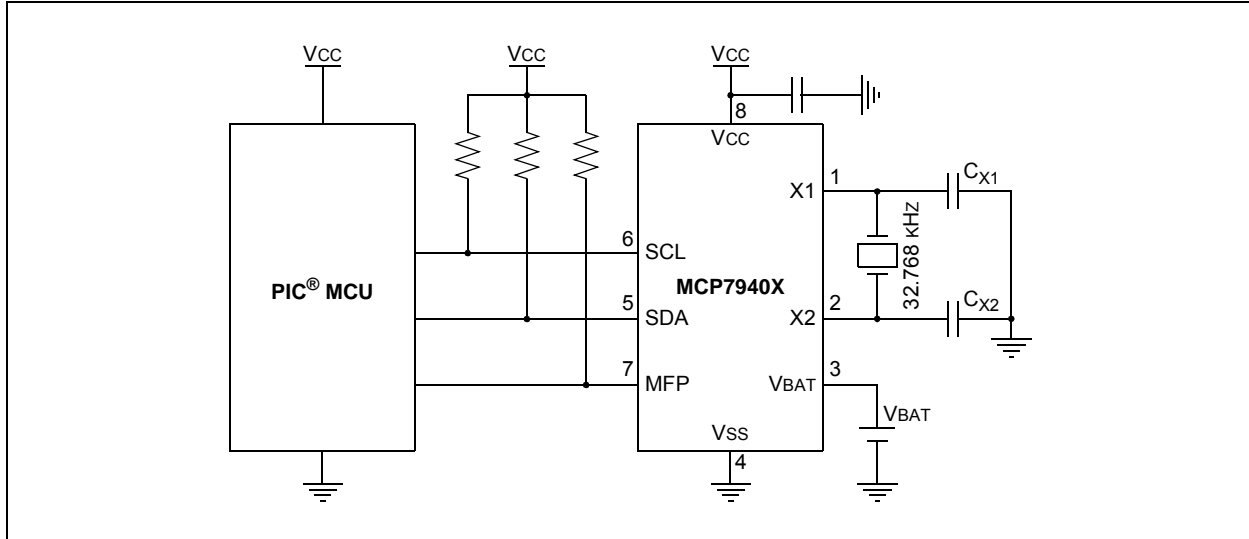 VCC
VCC
VCC
8
VCC
1
X1
CX1
6
SCL
32.768 KHZ
PIC® MCU
MCP7940X
5
SDA
2
X2
CX2
7
MFP
3
VBAT
VBAT
VSS
4